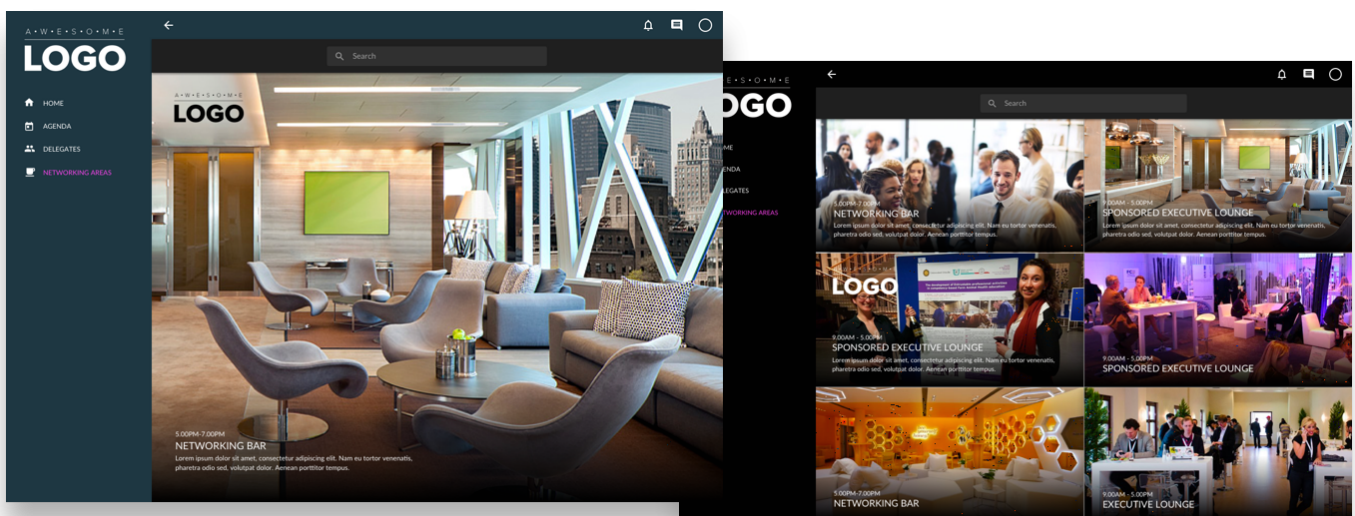 A•W•E•S•O•M•E
LOGO
HOME
AGENDA
DELEGATES
NETWORKING AREAS
Search
A•W•E•S•O•M•E
LOGO
5.00PM-7.00PM
NETWORKING BAR
Lorem ipsum dolor sit amet, consectetur adipiscing elit. Nam eu tortor venenatis,
pharetra odio sed, volutpat dolor. Aenean porttitor tempus.
E•S•O•M•E
OGO
ME
ENDA
LEGATES
TWORKING AREAS
Search
5.00PM-7.00PM
NETWORKING BAR
Lorem ipsum dolor sit amet, consectetur adipiscing elit. Nam eu tortor venenatis,
pharetra odio sed, volutpat dolor. Aenean porttitor tempus.
9.00AM - 5.00PM
SPONSORED EXECUTIVE LOUNGE
Lorem ipsum dolor sit amet, consectetur adipiscing elit. Nam eu tortor venenatis,
pharetra odio sed, volutpat dolor. Aenean porttitor tempus.
LOGO
9.00AM - 5.00PM
SPONSORED EXECUTIVE LOUNGE
Lorem ipsum dolor sit amet, consectetur adipiscing elit. Nam eu tortor venenatis,
pharetra odio sed, volutpat dolor. Aenean porttitor tempus.
9.00AM - 5.00PM
SPONSORED EXECUTIVE LOUNGE
5.00PM-7.00PM
NETWORKING BAR
9.00AM - 5.00PM
EXECUTIVE LOUNGE